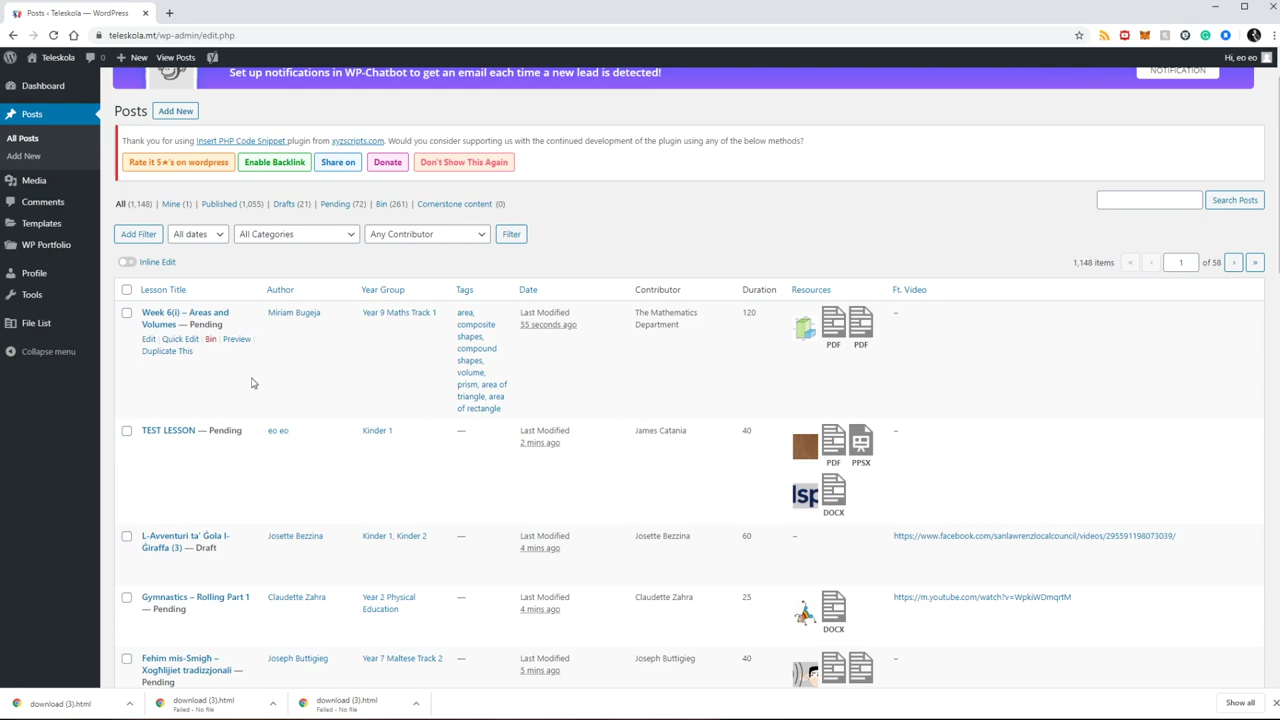 Posts ‹ Teleskola — WordPress
teleskola.mt/wp-admin/edit.php
Teleskola 0 New View Posts Hi, eo eo
Set up notifications in WP-Chatbot to get an email each time a new lead is detected!
NOTIFICATION
Dashboard
Posts
All Posts
Add New
Media
Comments
Templates
WP Portfolio
Profile
Tools
File List
Collapse menu
Posts Add New
Thank you for using Insert PHP Code Snippet plugin from xyzscripts.com. Would you consider supporting us with the continued development of the plugin using any of the below methods?
Rate it 5★'s on wordpress Enable Backlink Share on Donate Don't Show This Again
All (1,148) | Mine (1) | Published (1,055) | Drafts (21) | Pending (72) | Bin (261) | Cornerstone content (0)
Search Posts
Add Filter All dates All Categories Any Contributor Filter
Inline Edit
1,148 items « ‹ 1 of 58 › »
Lesson Title Author Year Group Tags Date Contributor Duration Resources Ft. Video
Week 6(i) – Areas and
Volumes — Pending
Edit | Quick Edit | Bin | Preview |
Duplicate This
Miriam Bugeja
Year 9 Maths Track 1
area,
composite
shapes,
compound
shapes,
volume,
prism, area of
triangle, area
of rectangle
Last Modified
55 seconds ago
The Mathematics
Department
120
PDF PDF
–
TEST LESSON — Pending
eo eo
Kinder 1
—
Last Modified
2 mins ago
James Catania
40
PDF PPSX
lsp
DOCX
–
L-Avventuri ta' Ġola l-
Ġiraffa (3) — Draft
Josette Bezzina
Kinder 1, Kinder 2
—
Last Modified
4 mins ago
Josette Bezzina
60
–
https://www.facebook.com/sanlawrenzlocalcouncil/videos/295591198073039/
Gymnastics – Rolling Part 1
— Pending
Claudette Zahra
Year 2 Physical
Education
—
Last Modified
4 mins ago
Claudette Zahra
25
DOCX
https://m.youtube.com/watch?v=WpkiWDmqrtM
Fehim mis-Smigħ –
Xogħlijiet tradizzjonali —
Pending
Joseph Buttigieg
Year 7 Maltese Track 2
—
Last Modified
5 mins ago
Joseph Buttigieg
40
–
download (3).html
download (3).html
Failed - No file
download (3).html
Failed - No file
Show all